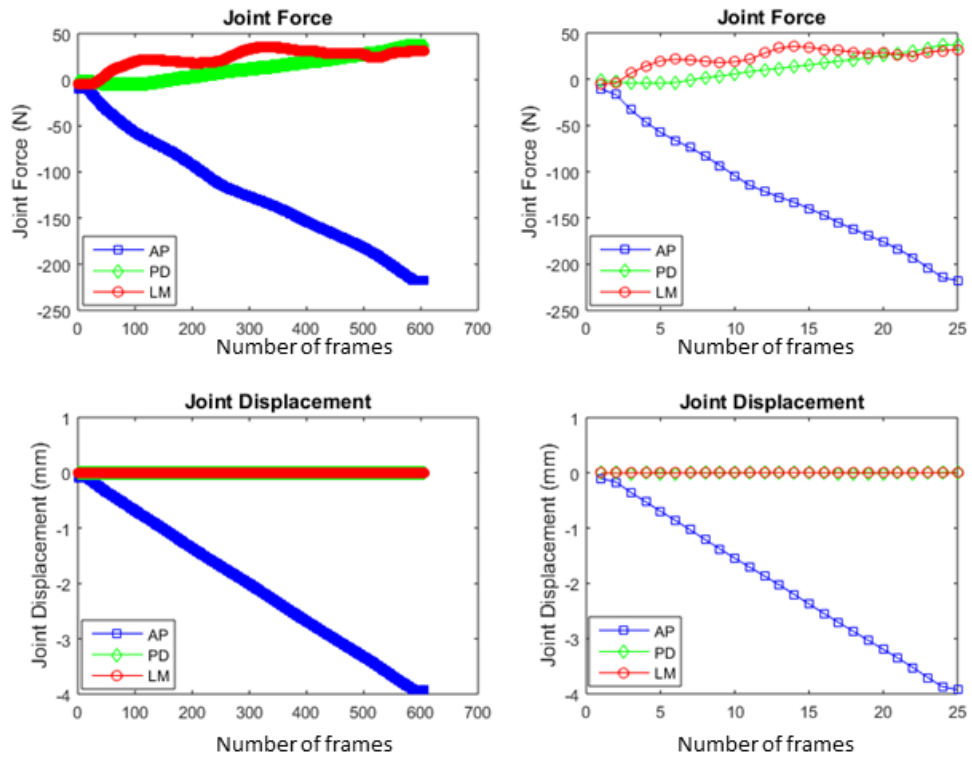 Joint Force
Joint Force (N)
50
0
-50
-100
-150
-200
-250
AP
PD
LM
0 100 200 300 400 500 600 700
Number of frames
Joint Force
Joint Force (N)
50
0
-50
-100
-150
-200
-250
AP
PD
LM
0 5 10 15 20 25
Number of frames
Joint Displacement
Joint Displacement (mm)
1
0
-1
-2
-3
-4
AP
PD
LM
0 100 200 300 400 500 600 700
Number of frames
Joint Displacement
Joint Displacement (mm)
1
0
-1
-2
-3
-4
AP
PD
LM
0 5 10 15 20 25
Number of frames